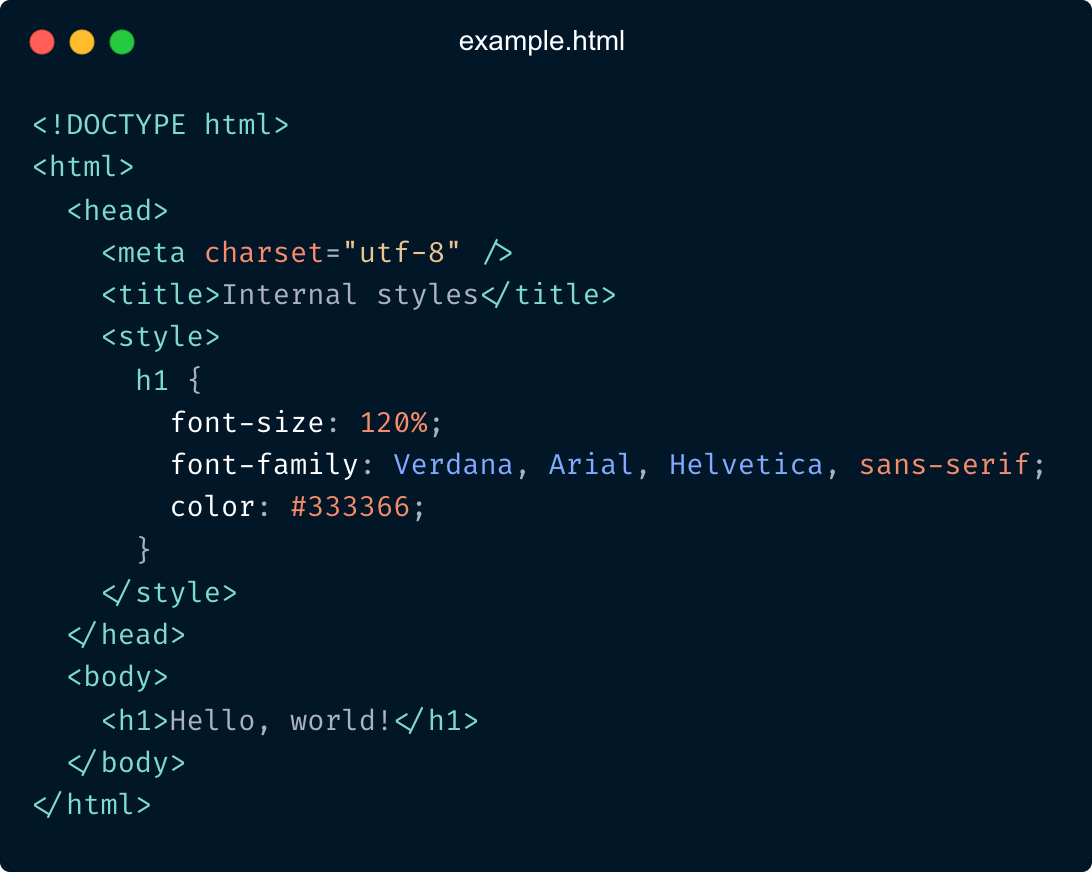 example.html
<!DOCTYPE html>
<html>
<head>
<meta charset="utf-8" />
<title>Internal styles</title>
<style>
h1 {
font-size: 120%;
font-family: Verdana, Arial, Helvetica, sans-serif;
color: #333366;
}
</style>
</head>
<body>
<h1>Hello, world!</h1>
</body>
</html>